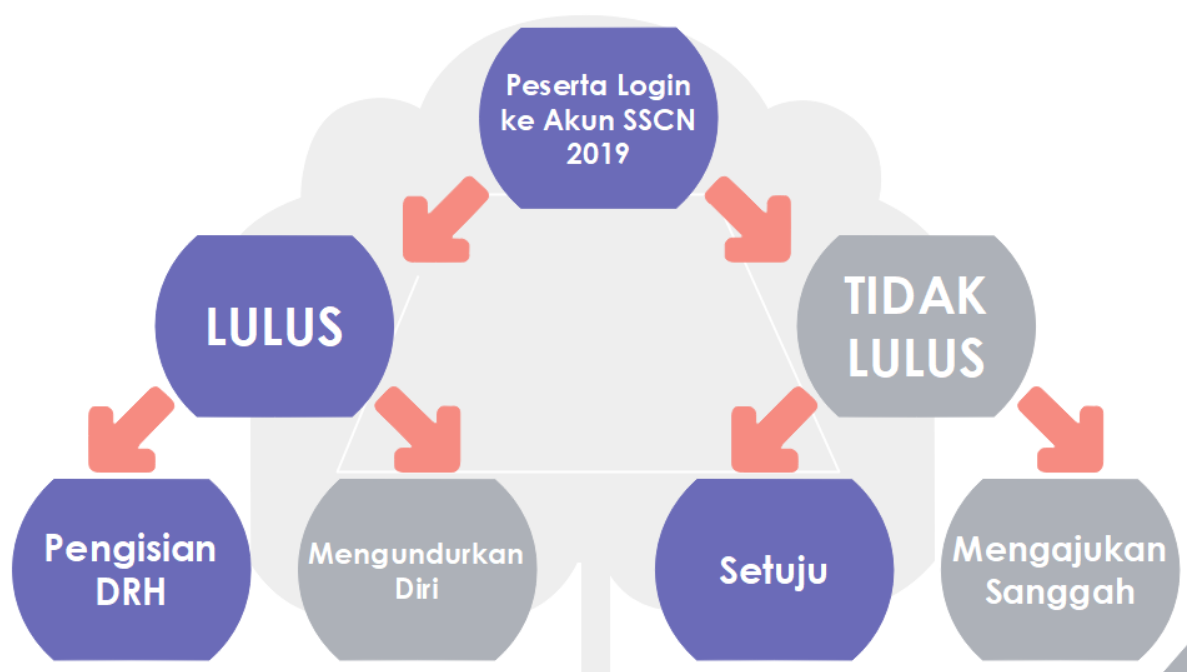 Peserta Login
ke Akun SSCN
2019
LULUS
TIDAK
LULUS
Pengisian
DRH
Mengundurkan
Diri
Setuju
Mengajukan
Sanggah